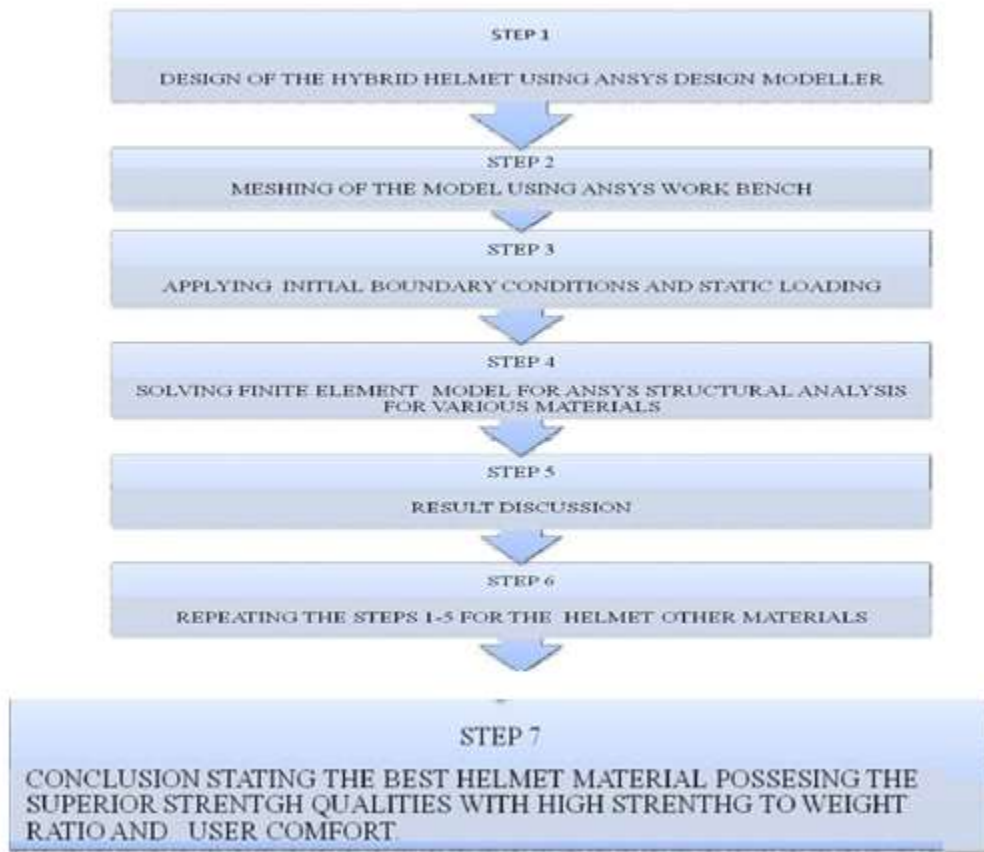 STEP 1
DESIGN OF THE HYBRID HELMET USING ANSYS DESIGN MODELLER
STEP 2
MESHING OF THE MODEL USING ANSYS WORK BENCH
STEP 3
APPLYING INITIAL BOUNDARY CONDITIONS AND STATIC LOADING
STEP 4
SOLVING FINITE ELEMENT MODEL FOR ANSYS STRUCTURAL ANALYSIS
FOR VARIOUS MATERIALS
STEP 5
RESULT DISCUSSION
STEP 6
REPEATING THE STEPS 1-5 FOR THE HELMET OTHER MATERIALS
STEP 7
CONCLUSION STATING THE BEST HELMET MATERIAL POSSESING THE
SUPERIOR STRENTGH QUALITIES WITH HIGH STRENTHG TO WEIGHT
RATIO AND USER COMFORT.